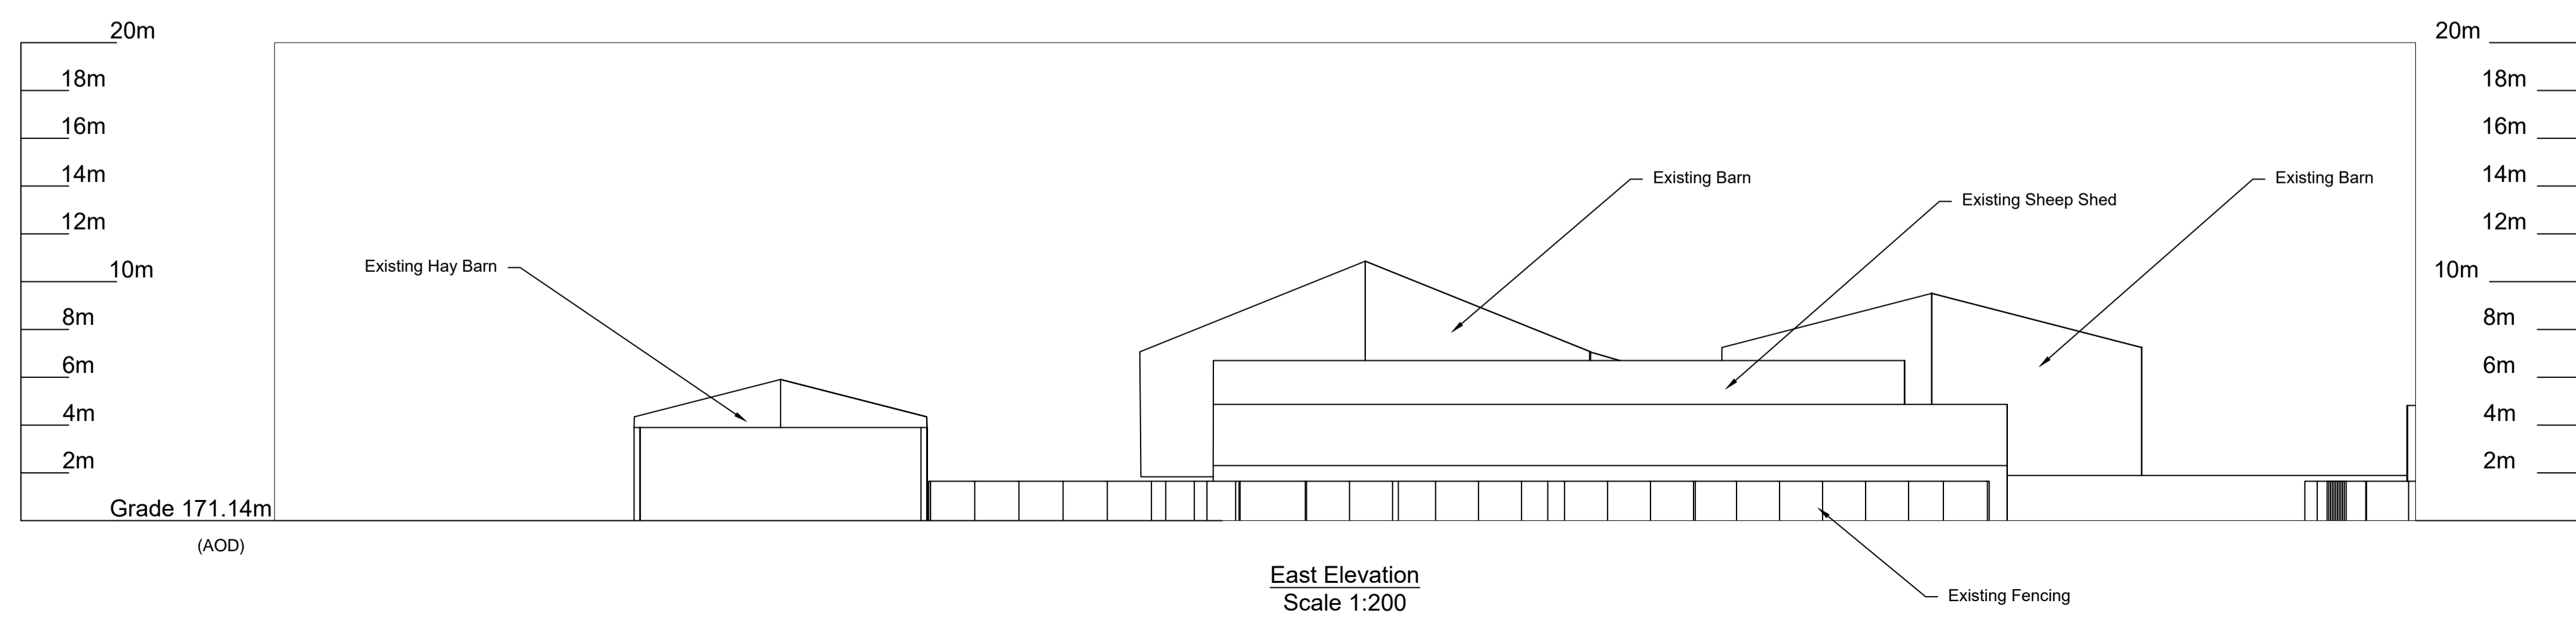 20m
18m
16m
14m
12m
10m
8m
6m
4m
2m
Grade 171.14m
(AOD)
Existing Hay Barn
Existing Barn
Existing Sheep Shed
Existing Barn
Existing Fencing
East Elevation
Scale 1:200
20m
18m
16m
14m
12m
10m
8m
6m
4m
2m